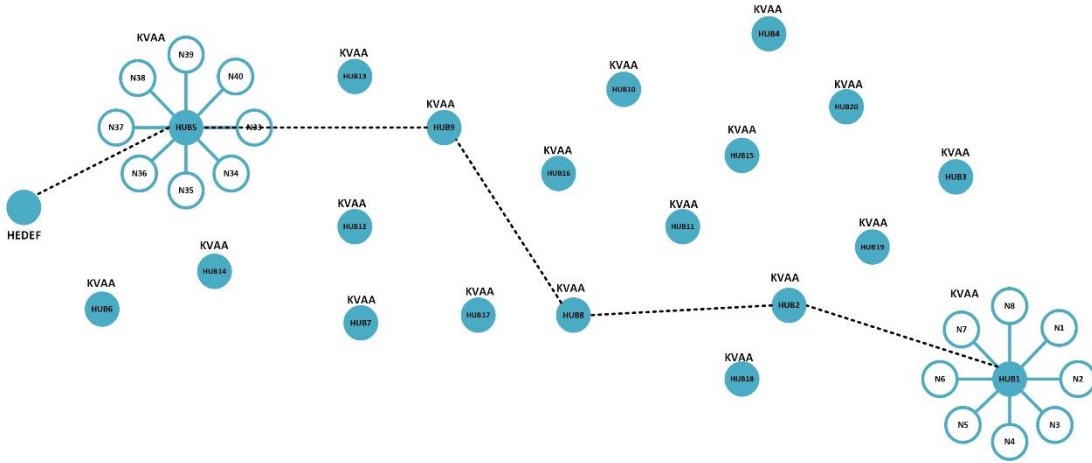 KVAA
HUB4
KVAA
N39
N38
N40
KVAA
HUB13
KVAA
HUB10
KVAA
HUB20
KVAA
HUB9
N37
HUB5
N33
KVAA
HUB15
KVAA
HUB16
N36
N34
N35
KVAA
HUB3
HEDEF
KVAA
HUB12
KVAA
HUB11
KVAA
HUB19
KVAA
HUB14
KVAA
HUB6
KVAA
HUB7
KVAA
HUB17
KVAA
HUB8
KVAA
HUB2
KVAA
N8
N7
N1
KVAA
HUB18
N6
HUB1
N2
N5
N3
N4